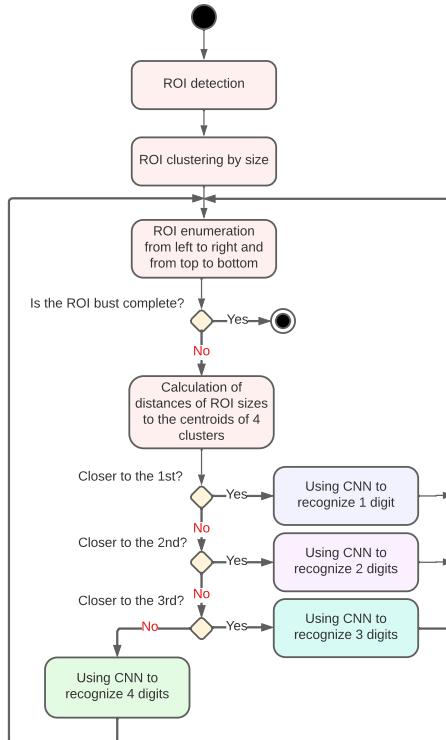 ROI detection
ROI clustering by size
ROI enumeration
from left to right and
from top to bottom
Is the ROI bust complete?
Yes
No
Calculation of
distances of ROI sizes
to the centroids of 4
clusters
Closer to the 1st?
Yes
Using CNN to
recognize 1 digit
No
Closer to the 2nd?
Yes
Using CNN to
recognize 2 digits
No
Closer to the 3rd?
Yes
Using CNN to
recognize 3 digits
No
Using CNN to
recognize 4 digits